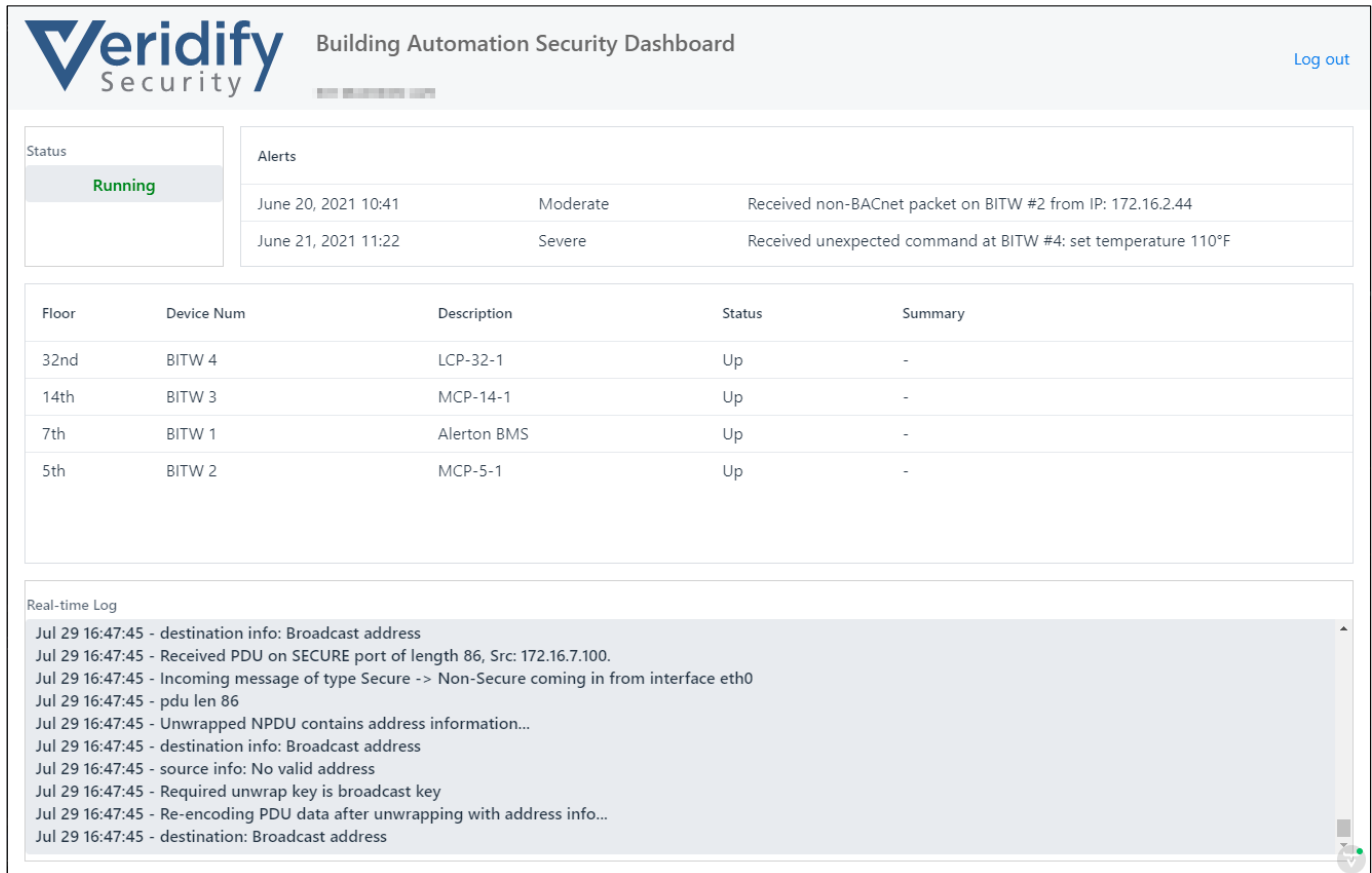 Veridify
Security
Building Automation Security Dashboard
Log out
Status
Running
Alerts
June 20, 2021 10:41 Moderate Received non-BACnet packet on BITW #2 from IP: 172.16.2.44
June 21, 2021 11:22 Severe Received unexpected command at BITW #4: set temperature 110°F
Floor Device Num Description Status Summary
32nd BITW 4 LCP-32-1 Up -
14th BITW 3 MCP-14-1 Up -
7th BITW 1 Alerton BMS Up -
5th BITW 2 MCP-5-1 Up -
Real-time Log
Jul 29 16:47:45 - destination info: Broadcast address
Jul 29 16:47:45 - Received PDU on SECURE port of length 86, Src: 172.16.7.100.
Jul 29 16:47:45 - Incoming message of type Secure -> Non-Secure coming in from interface eth0
Jul 29 16:47:45 - pdu len 86
Jul 29 16:47:45 - Unwrapped NPDU contains address information...
Jul 29 16:47:45 - destination info: Broadcast address
Jul 29 16:47:45 - source info: No valid address
Jul 29 16:47:45 - Required unwrap key is broadcast key
Jul 29 16:47:45 - Re-encoding PDU data after unwrapping with address info...
Jul 29 16:47:45 - destination: Broadcast address